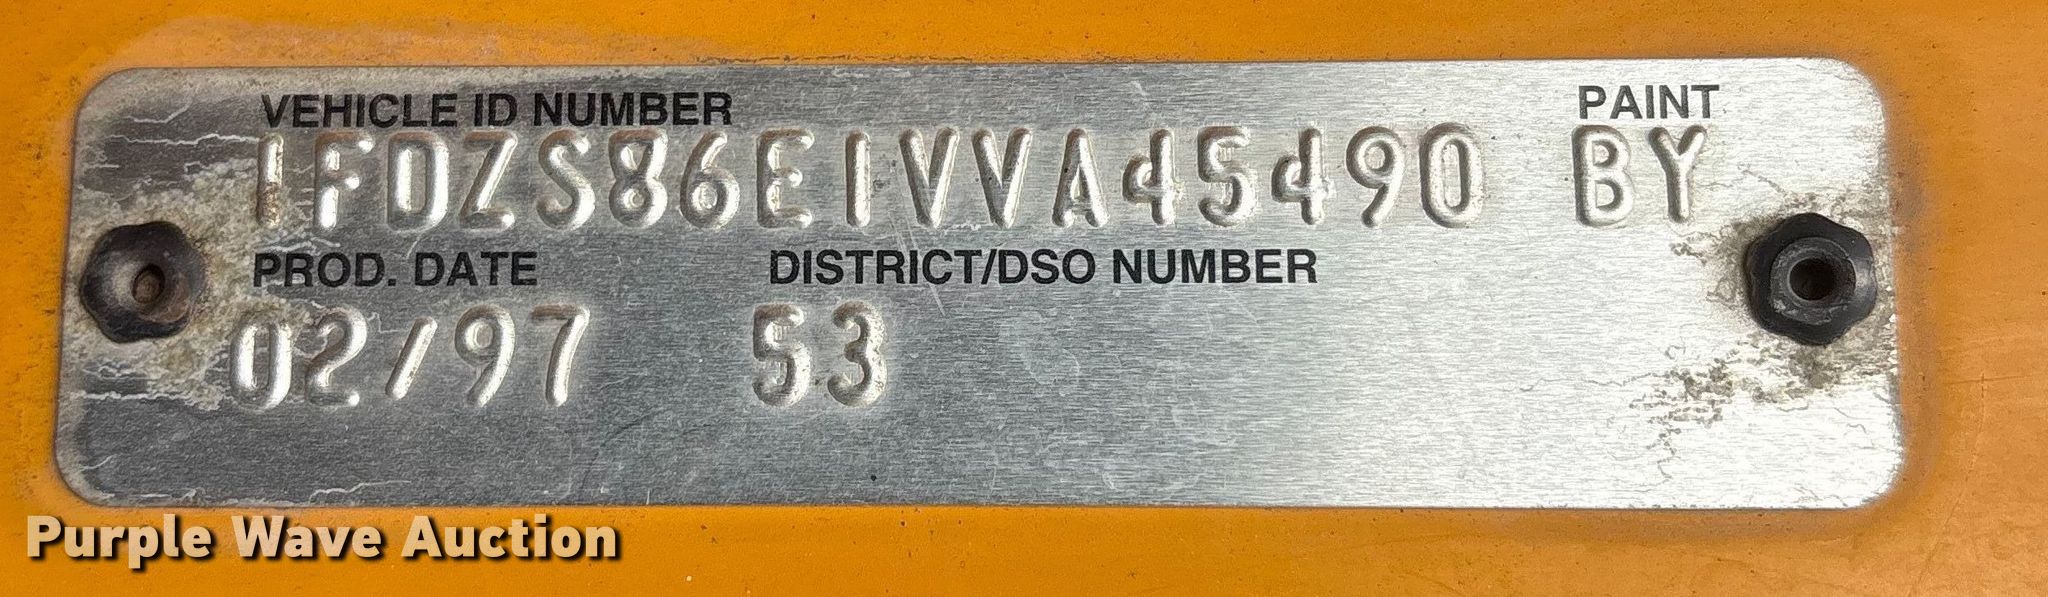 VEHICLE ID NUMBER PAINT
1FDZS86E1VVA45490 BY
PROD. DATE DISTRICT/DSO NUMBER
02/97 53
Purple Wave Auction